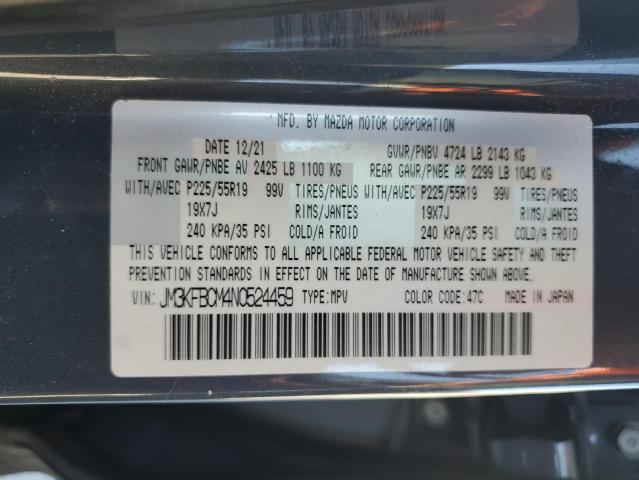 MFD. BY MAZDA MOTOR CORPORATION
DATE 12/21 GVWR/PNBV 4724 LB 2143 KG
FRONT GAWR/PNBE AV 2425 LB 1100 KG REAR GAWR/PNBE AR 2299 LB 1043 KG
WITH/AVEC P225/55R19 99V TIRES/PNEUS WITH/AVEC P225/55R19 99V TIRES/PNEUS
19X7J RIMS/JANTES 19X7J RIMS/JANTES
240 KPA/35 PSI COLD/A FROID 240 KPA/35 PSI COLD/A FROID
THIS VEHICLE CONFORMS TO ALL APPLICABLE FEDERAL MOTOR VEHICLE SAFETY AND THEFT
PREVENTION STANDARDS IN EFFECT ON THE DATE OF MANUFACTURE SHOWN ABOVE.
VIN: JM3KFBCM4N0524459 TYPE:MPV COLOR CODE:47C MADE IN JAPAN